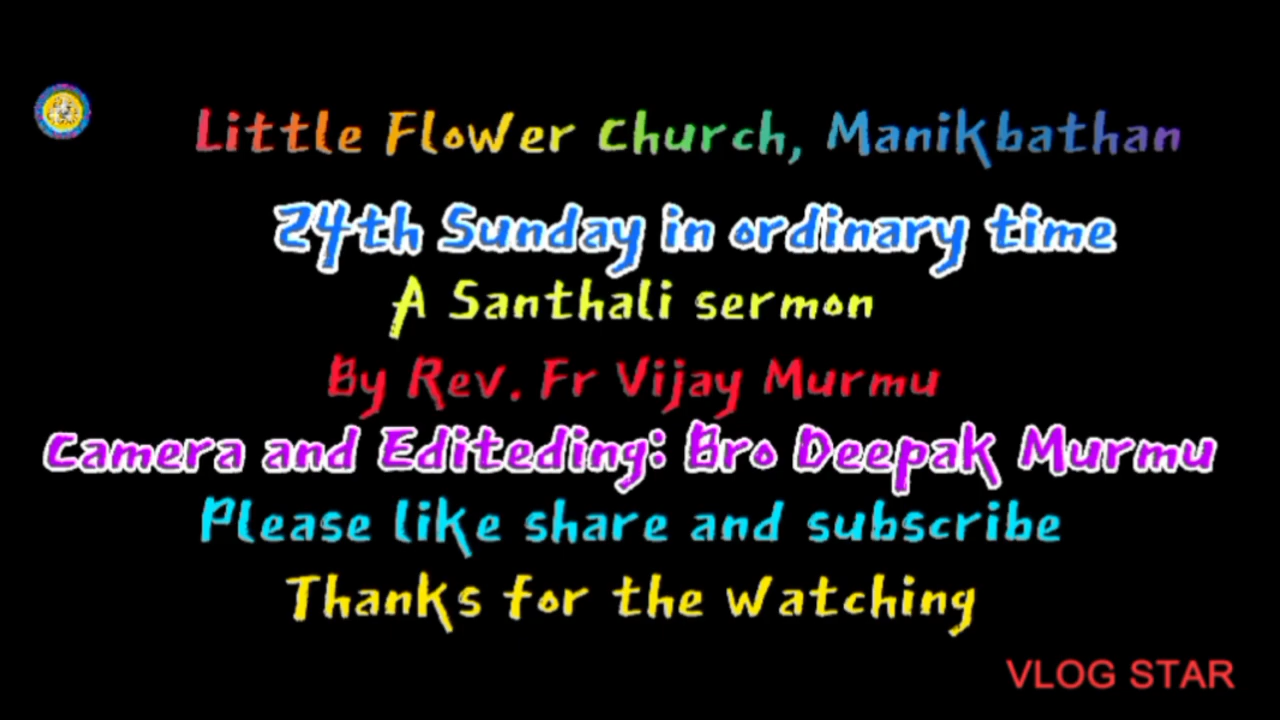 Little Flower Church, Manikbathan
24th Sunday in ordinary time
A Santhali sermon
By Rev. Fr Vijay Murmu
Camera and Editeding: Bro Deepak Murmu
Please like share and subscribe
Thanks for the watching
VLOG STAR